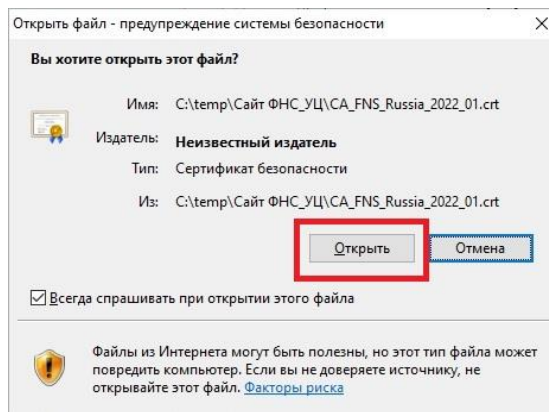 Открыть файл - предупреждение системы безопасности
Вы хотите открыть этот файл?
Имя: C:\temp\Сайт ФНС_УЦ\CA_FNS_Russia_2022_01.crt
Издатель: Неизвестный издатель
Тип: Сертификат безопасности
Из: C:\temp\Сайт ФНС_УЦ\CA_FNS_Russia_2022_01.crt
Открыть Отмена
Всегда спрашивать при открытии этого файла
Файлы из Интернета могут быть полезны, но этот тип файла может
повредить компьютер. Если вы не доверяете источнику, не
открывайте этот файл. Факторы риска